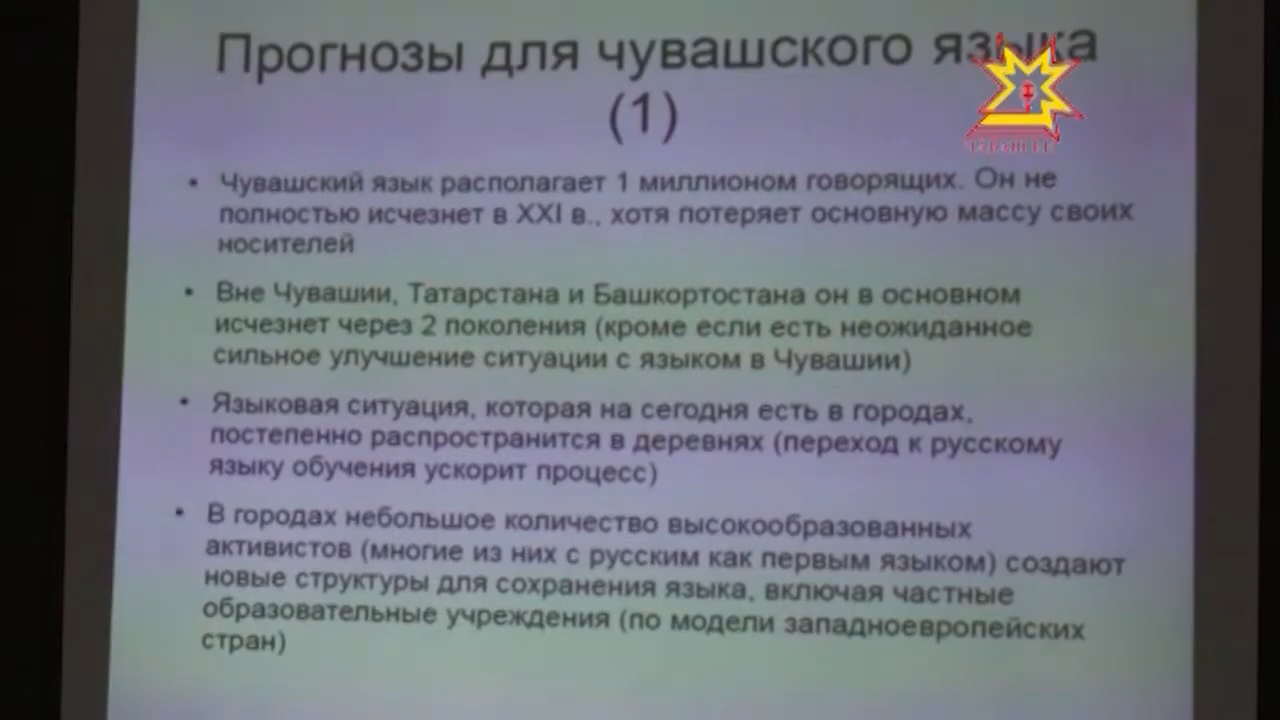 Прогнозы для чувашского языка
(1)
• Чувашский язык располагает 1 миллионом говорящих. Он не
полностью исчезнет в XXI в., хотя потеряет основную массу своих
носителей
• Вне Чувашии, Татарстана и Башкортостана он в основном
исчезнет через 2 поколения (кроме если есть неожиданное
сильное улучшение ситуации с языком в Чувашии)
• Языковая ситуация, которая на сегодня есть в городах,
постепенно распространится в деревнях (переход к русскому
языку обучения ускорит процесс)
• В городах небольшое количество высокообразованных
активистов (многие из них с русским как первым языком) создают
новые структуры для сохранения языка, включая частные
образовательные учреждения (по модели западноевропейских
стран)